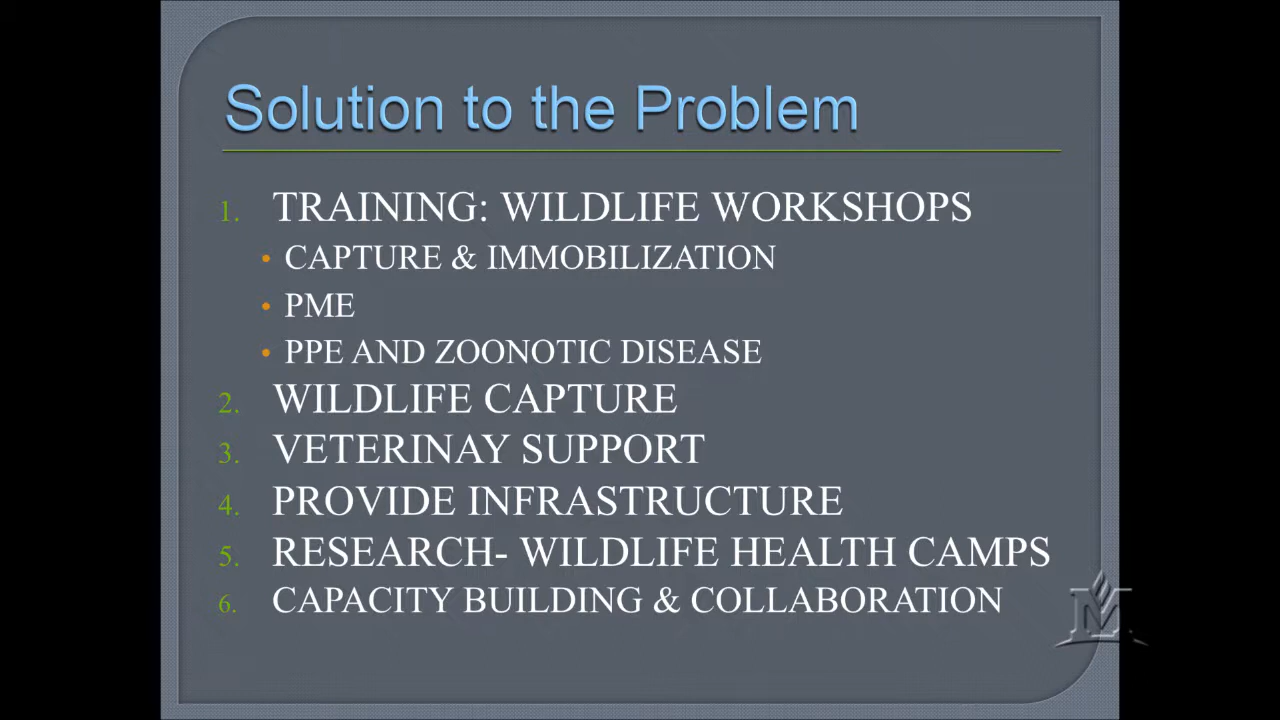 Solution to the Problem
1. TRAINING: WILDLIFE WORKSHOPS
• CAPTURE & IMMOBILIZATION
• PME
• PPE AND ZOONOTIC DISEASE
2. WILDLIFE CAPTURE
3. VETERINAY SUPPORT
4. PROVIDE INFRASTRUCTURE
5. RESEARCH- WILDLIFE HEALTH CAMPS
6. CAPACITY BUILDING & COLLABORATION